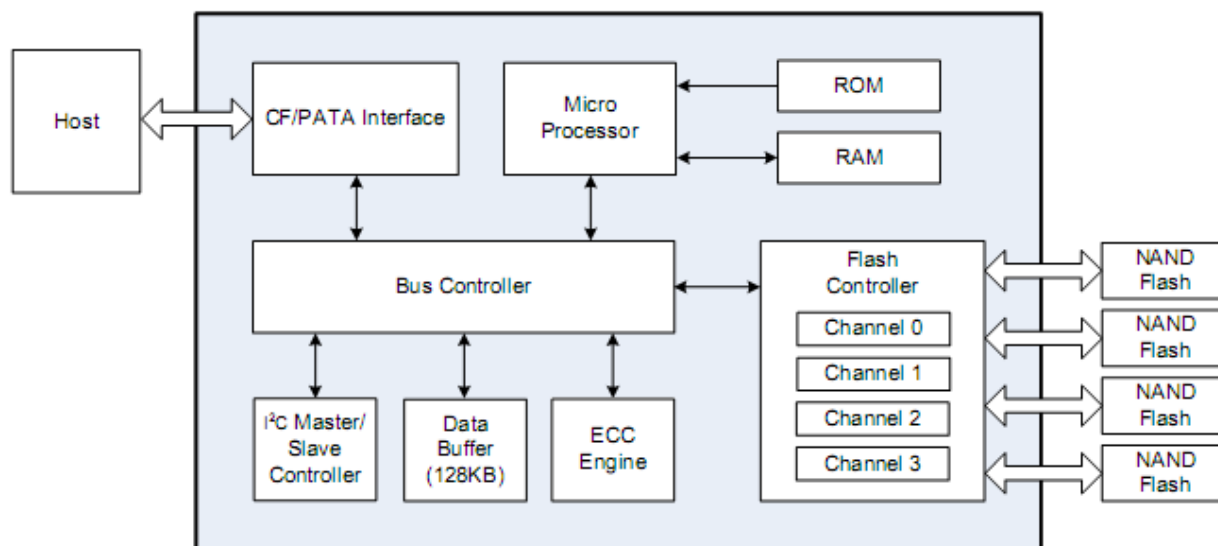 Host
CF/PATA Interface
Micro
Processor
ROM
RAM
Bus Controller
Flash
Controller
Channel 0
Channel 1
Channel 2
Channel 3
NAND
Flash
NAND
Flash
NAND
Flash
NAND
Flash
I²C Master/
Slave
Controller
Data
Buffer
(128KB)
ECC
Engine